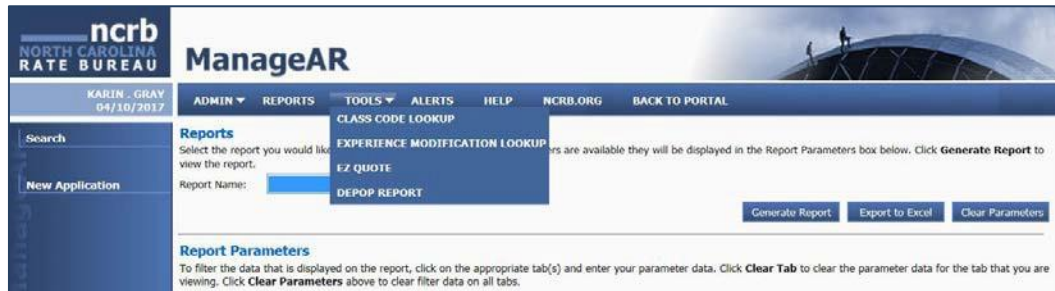 ncrb
NORTH CAROLINA
RATE BUREAU
ManageAR
KARIN . GRAY
04/10/2017
ADMIN REPORTS TOOLS ALERTS HELP NCRB.ORG BACK TO PORTAL
CLASS CODE LOOKUP
EXPERIENCE MODIFICATION LOOKUP
EZ QUOTE
DEPOP REPORT
Search
New Application
ManageAR
Reports
Select the report you would like rs are available they will be displayed in the Report Parameters box below. Click Generate Report to
view the report.
Report Name:
Generate Report Export to Excel Clear Parameters
Report Parameters
To filter the data that is displayed on the report, click on the appropriate tab(s) and enter your parameter data. Click Clear Tab to clear the parameter data for the tab that you are
viewing. Click Clear Parameters above to clear filter data on all tabs.